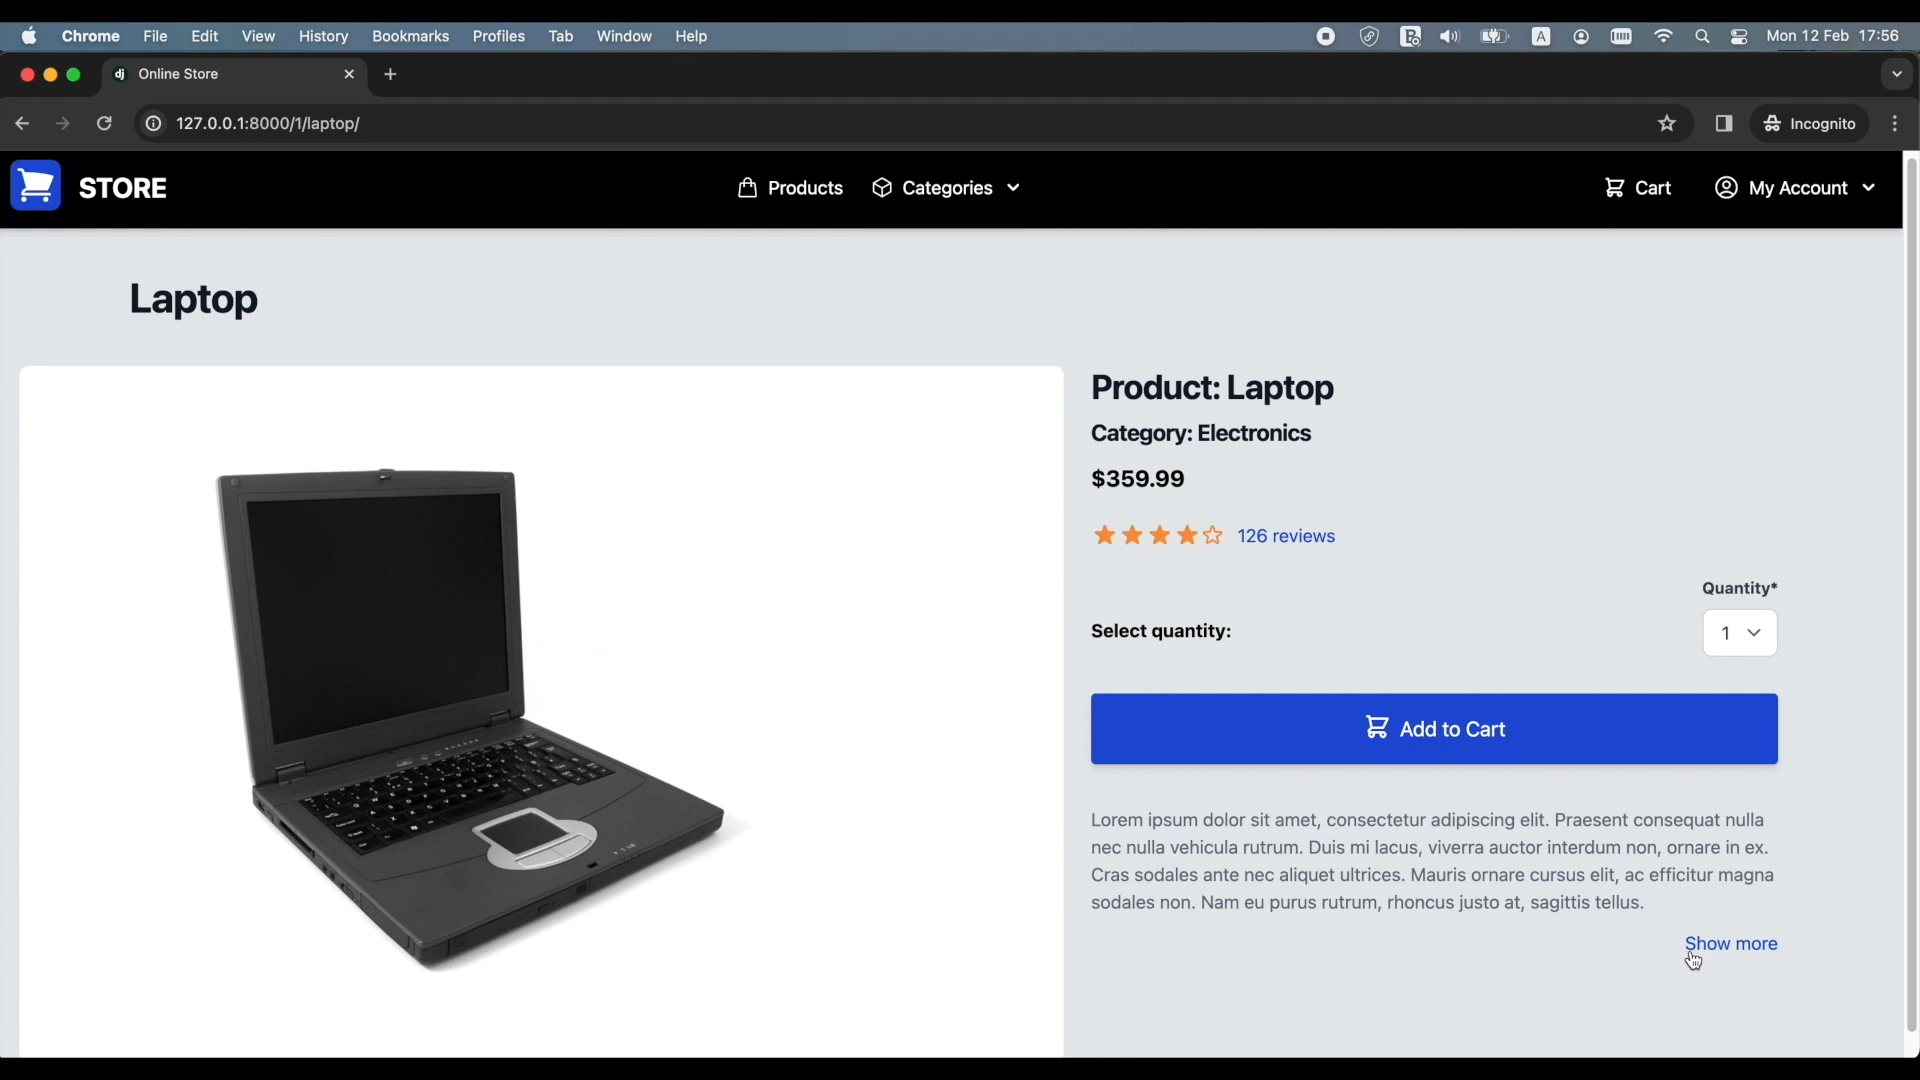 Chrome File Edit View History Bookmarks Profiles Tab Window Help A Mon 12 Feb 17:56
dj Online Store
127.0.0.1:8000/1/laptop/ Incognito
STORE Products Categories Cart My Account
Laptop
Product: Laptop
Category: Electronics
$359.99
126 reviews
Quantity*
Select quantity: 1
Add to Cart
Lorem ipsum dolor sit amet, consectetur adipiscing elit. Praesent consequat nulla
nec nulla vehicula rutrum. Duis mi lacus, viverra auctor interdum non, ornare in ex.
Cras sodales ante nec aliquet ultrices. Mauris ornare cursus elit, ac efficitur magna
sodales non. Nam eu purus rutrum, rhoncus justo at, sagittis tellus.
Show more